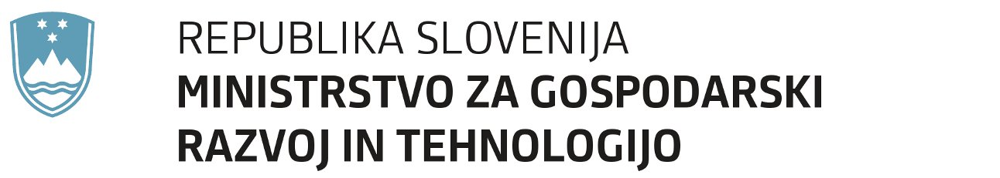 REPUBLIKA SLOVENIJA
MINISTRSTVO ZA GOSPODARSKI
RAZVOJ IN TEHNOLOGIJO